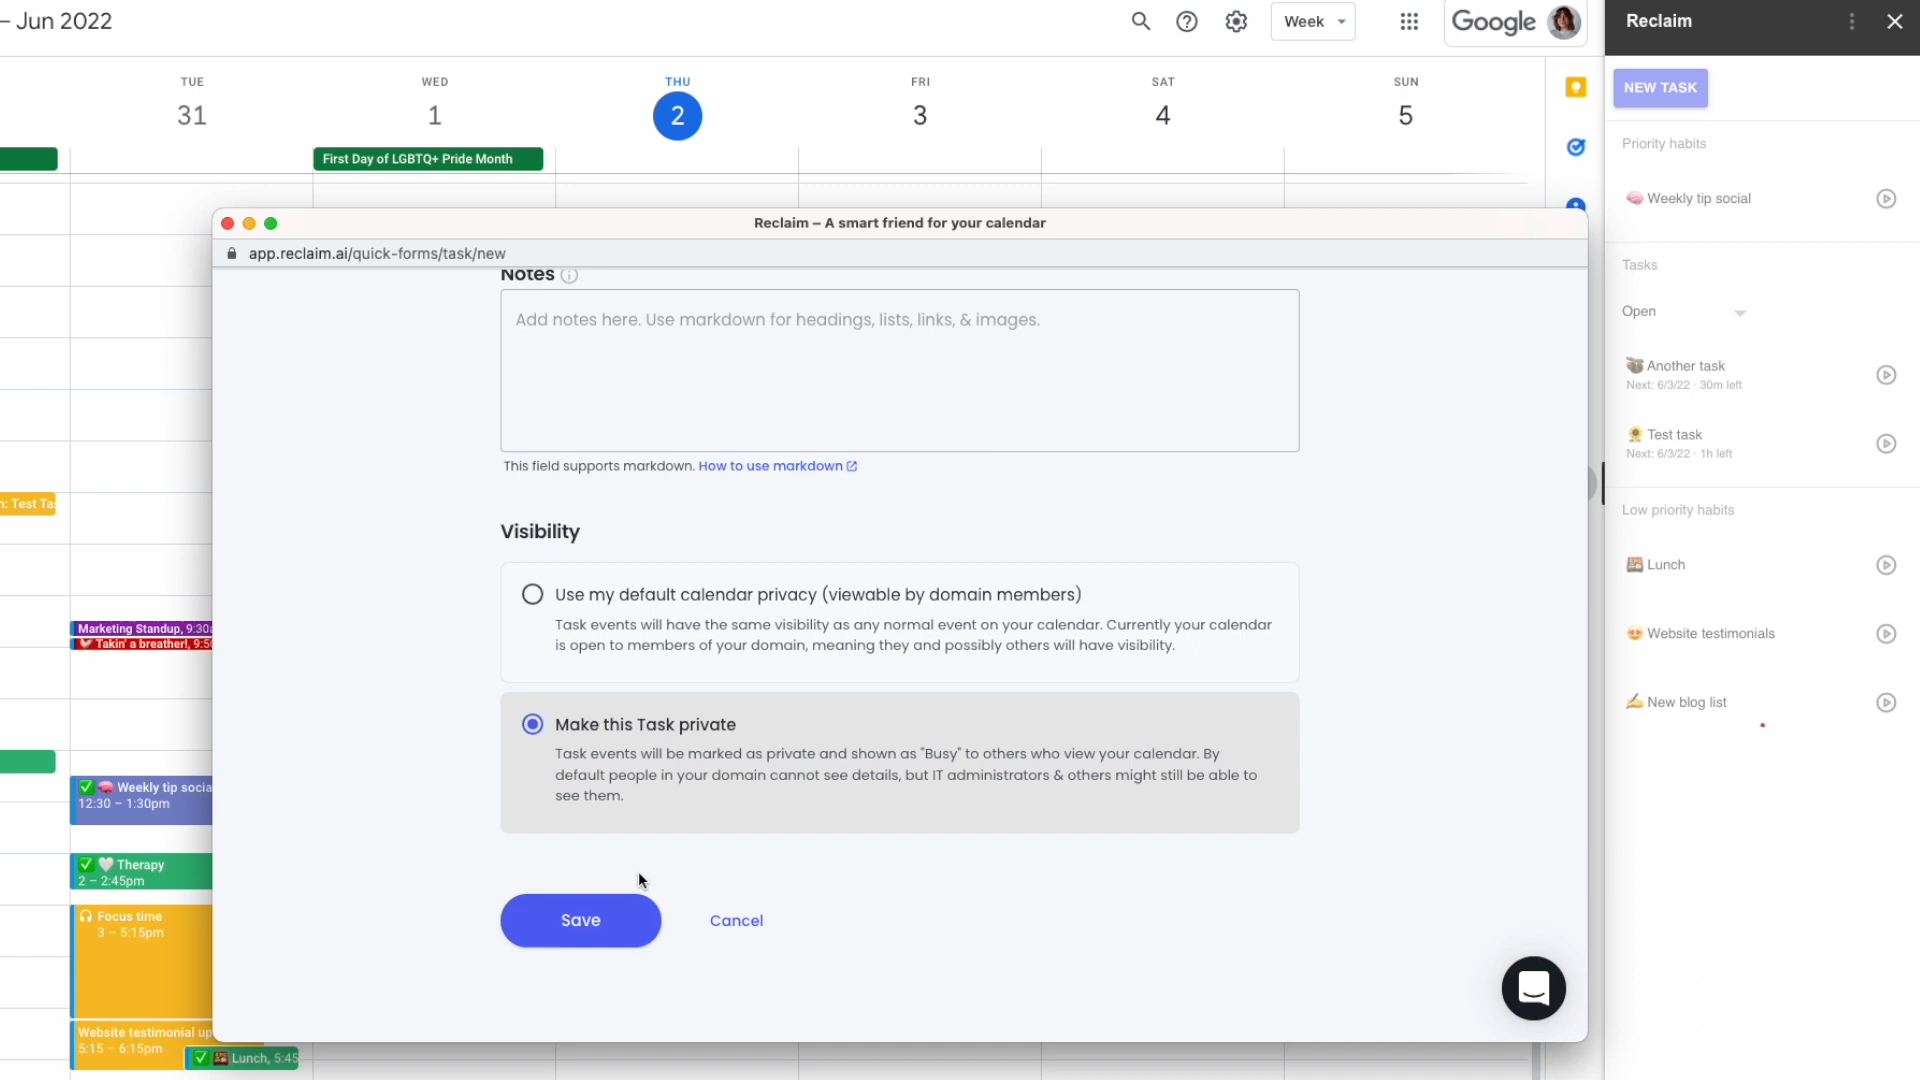 – Jun 2022
Week
Google
Reclaim
TUE
31
WED
1
THU
2
FRI
3
SAT
4
SUN
5
NEW TASK
First Day of LGBTQ+ Pride Month
Priority habits
Weekly tip social
Tasks
Open
Another task
Next: 6/3/22 · 30m left
Test task
Next: 6/3/22 · 1h left
Low priority habits
Lunch
Website testimonials
New blog list
Reclaim – A smart friend for your calendar
app.reclaim.ai/quick-forms/task/new
Notes
Add notes here. Use markdown for headings, lists, links, & images.
This field supports markdown. How to use markdown
Visibility
Use my default calendar privacy (viewable by domain members)
Task events will have the same visibility as any normal event on your calendar. Currently your calendar
is open to members of your domain, meaning they and possibly others will have visibility.
Make this Task private
Task events will be marked as private and shown as "Busy" to others who view your calendar. By
default people in your domain cannot see details, but IT administrators & others might still be able to
see them.
Save
Cancel
: Test Ta
Marketing Standup, 9:30
Takin' a breather!, 9:5
Weekly tip socia
12:30 – 1:30pm
Therapy
2 – 2:45pm
Focus time
3 – 5:15pm
Website testimonial up
5:15 – 6:15pm
Lunch, 5:45